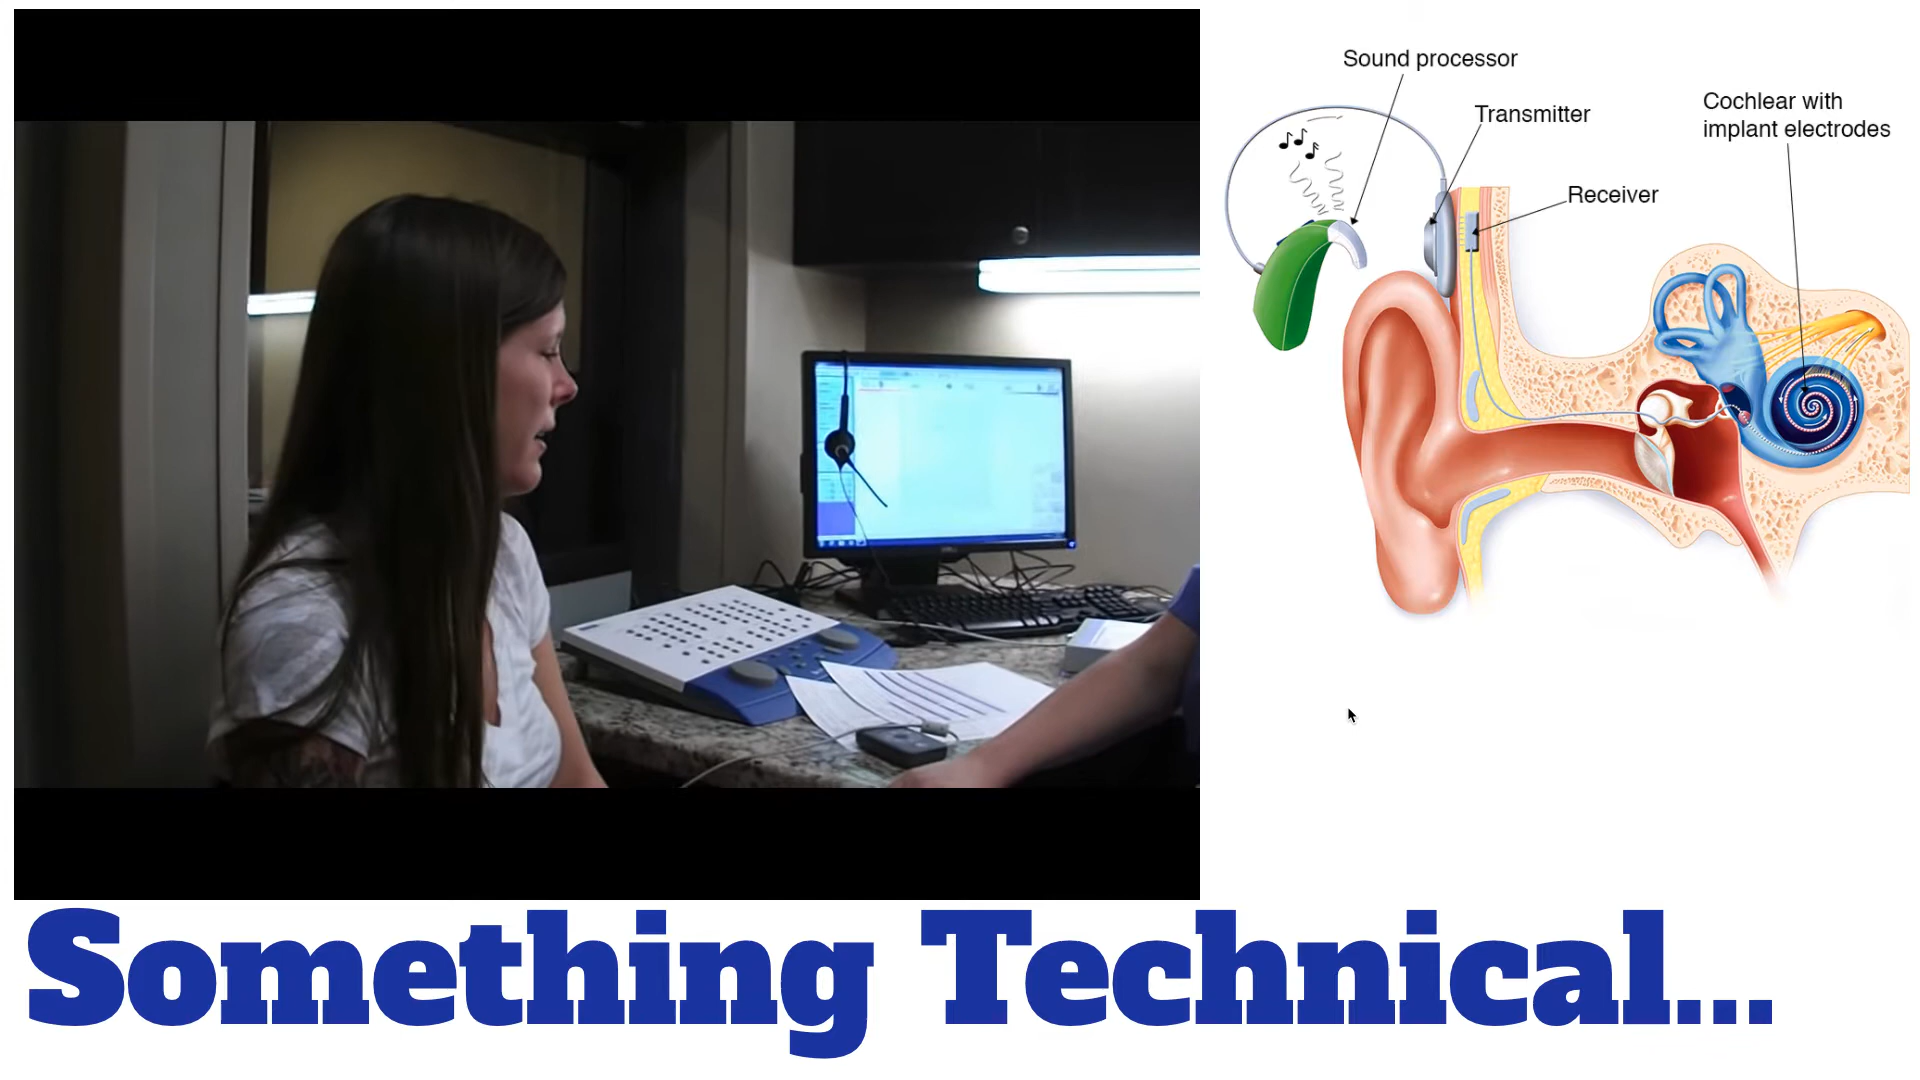 Sound processor
Transmitter
Cochlear with
implant electrodes
Receiver
Something Technical...